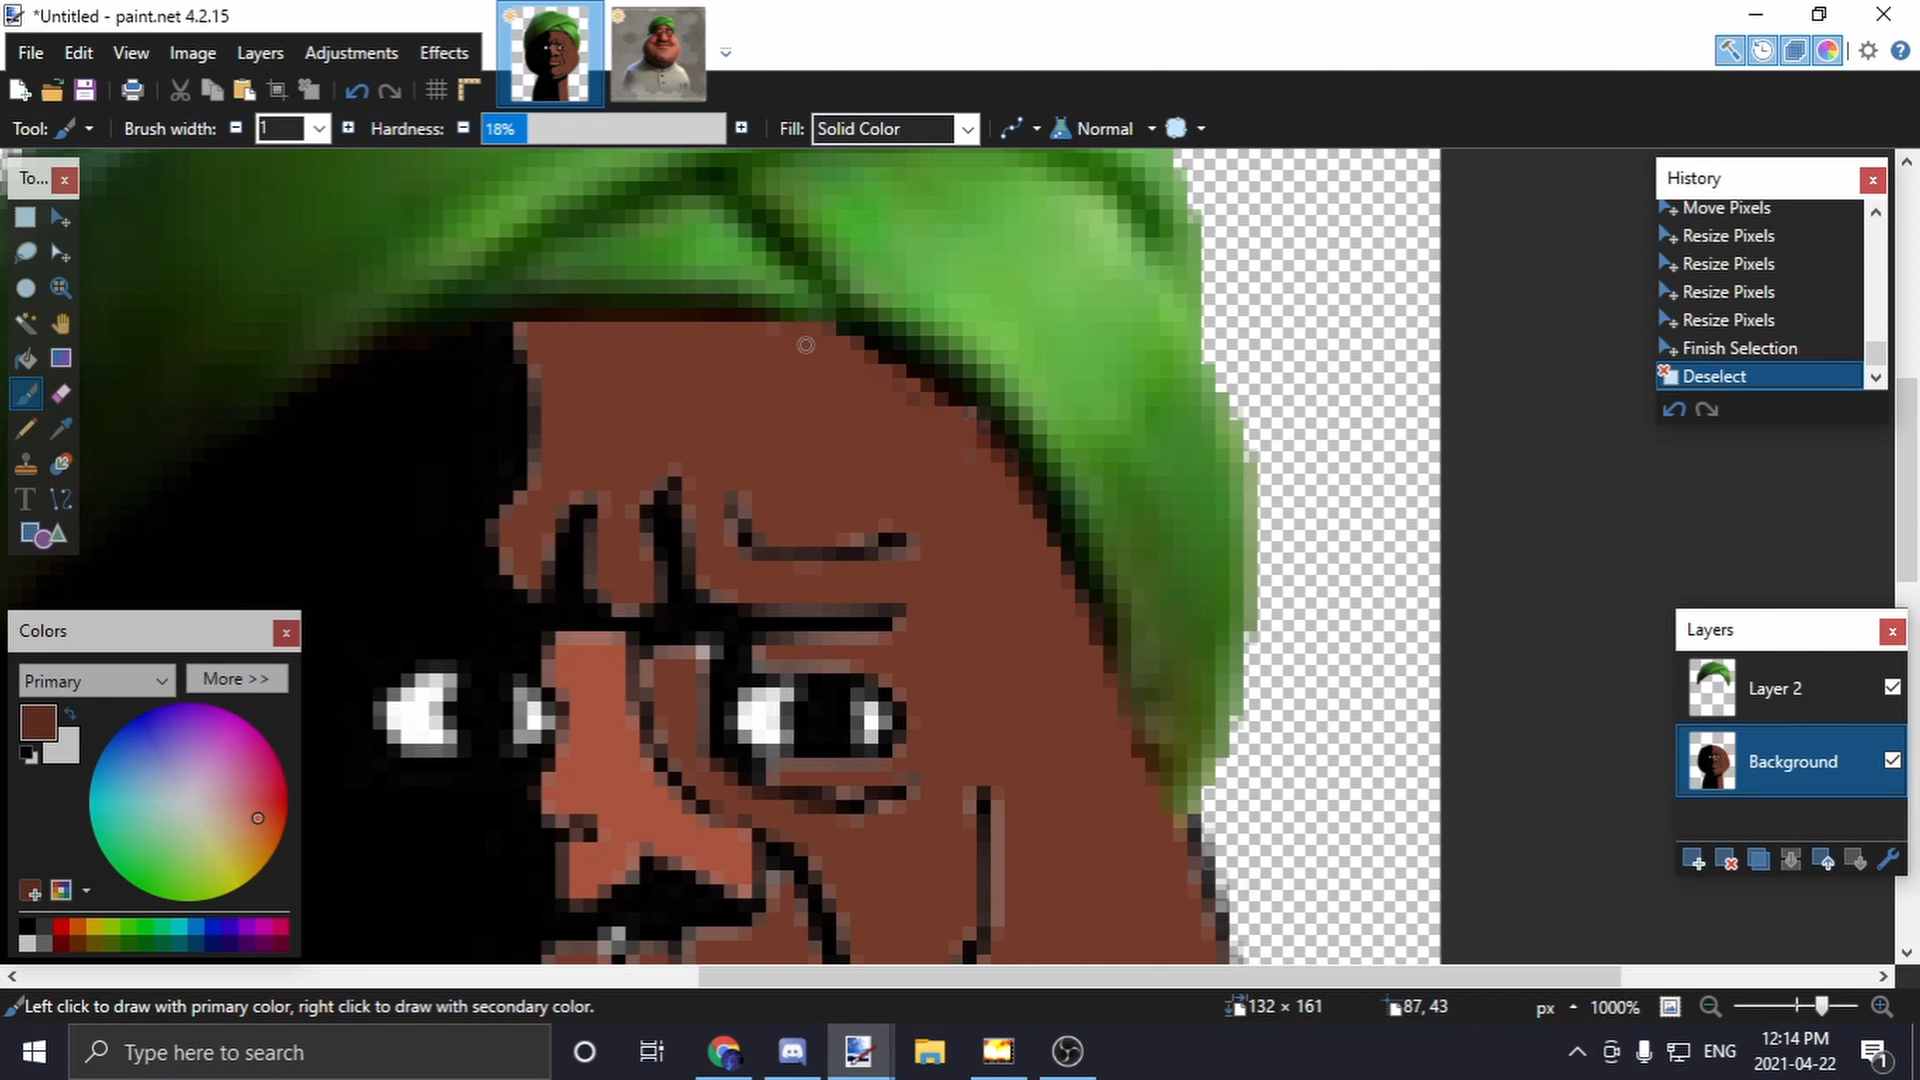 *Untitled - paint.net 4.2.15
File Edit View Image Layers Adjustments Effects
Tool: Brush width: 1 Hardness: 18% Fill: Solid Color Normal
To...
History
Move Pixels
Resize Pixels
Resize Pixels
Resize Pixels
Resize Pixels
Finish Selection
Deselect
Colors
Primary More >>
Layers
Layer 2
Background
Left click to draw with primary color, right click to draw with secondary color. 132 × 161 87, 43 px 1000%
Type here to search
ENG
12:14 PM
2021-04-22
1